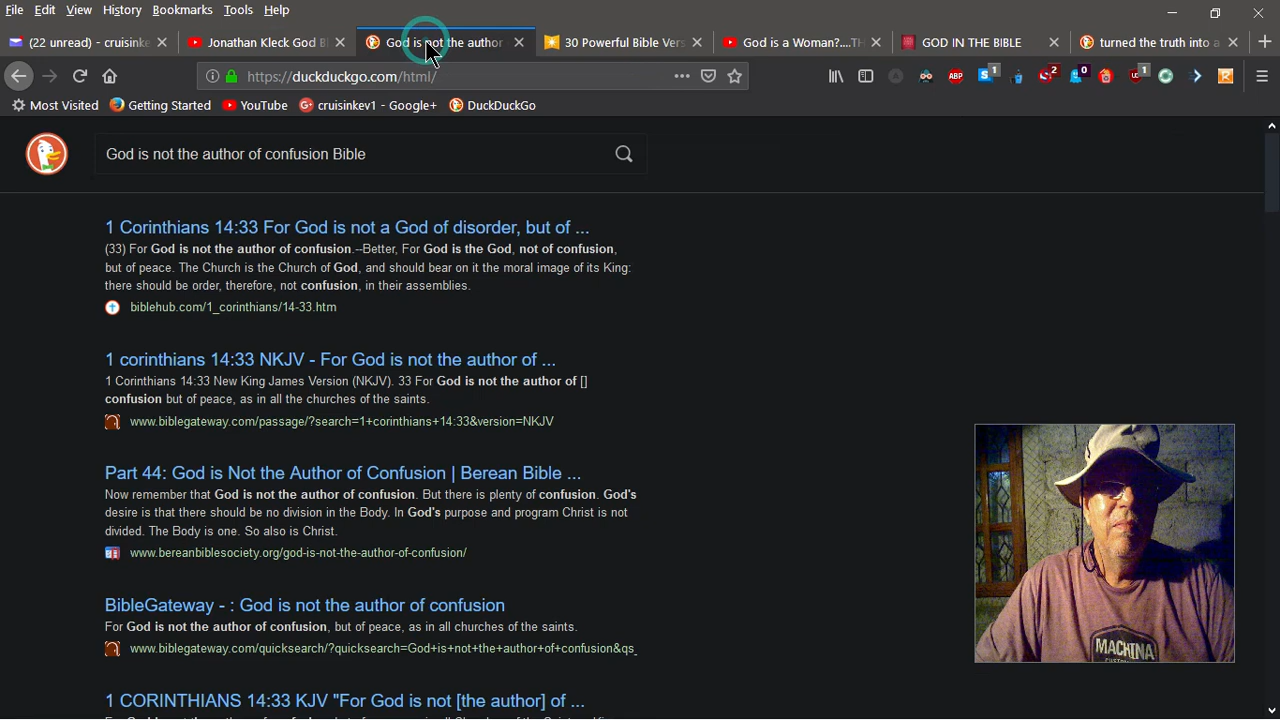 File Edit View History Bookmarks Tools Help
(22 unread) - cruisinke
Jonathan Kleck God B
God is not the author
30 Powerful Bible Vers
God is a Woman?....TH
GOD IN THE BIBLE
turned the truth into a
https://duckduckgo.com/html/
ABP 1 2 0 1
Most Visited Getting Started YouTube cruisinkev1 - Google+ DuckDuckGo
God is not the author of confusion Bible
1 Corinthians 14:33 For God is not a God of disorder, but of ...
(33) For God is not the author of confusion.--Better, For God is the God, not of confusion,
but of peace. The Church is the Church of God, and should bear on it the moral image of its King:
there should be order, therefore, not confusion, in their assemblies.
biblehub.com/1_corinthians/14-33.htm
1 corinthians 14:33 NKJV - For God is not the author of ...
1 Corinthians 14:33 New King James Version (NKJV). 33 For God is not the author of []
confusion but of peace, as in all the churches of the saints.
www.biblegateway.com/passage/?search=1+corinthians+14:33&version=NKJV
Part 44: God is Not the Author of Confusion | Berean Bible ...
Now remember that God is not the author of confusion. But there is plenty of confusion. God's
desire is that there should be no division in the Body. In God's purpose and program Christ is not
divided. The Body is one. So also is Christ.
www.bereanbiblesociety.org/god-is-not-the-author-of-confusion/
BibleGateway - : God is not the author of confusion
For God is not the author of confusion, but of peace, as in all churches of the saints.
www.biblegateway.com/quicksearch/?quicksearch=God+is+not+the+author+of+confusion&qs_
1 CORINTHIANS 14:33 KJV "For God is not [the author] of ...
MACHINA